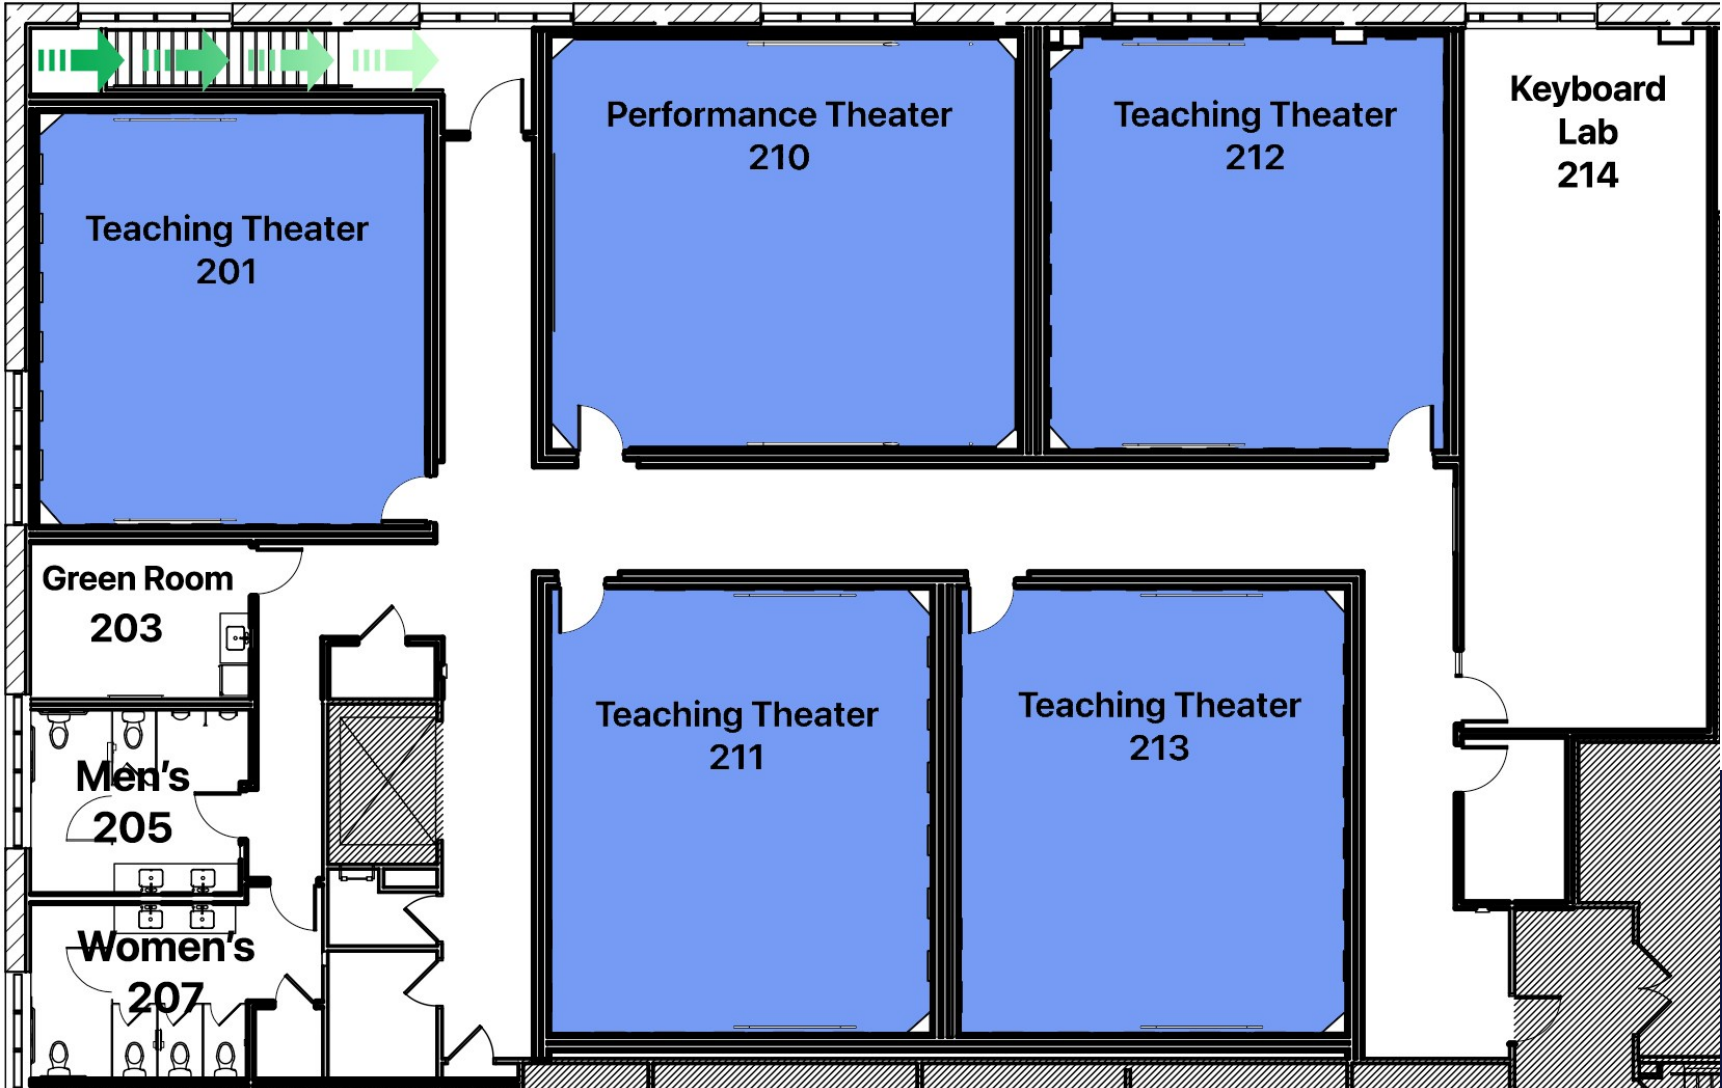 Performance Theater
210
Teaching Theater
212
Keyboard
Lab
214
Teaching Theater
201
Green Room
203
Teaching Theater
211
Teaching Theater
213
Men's
205
Women's
207